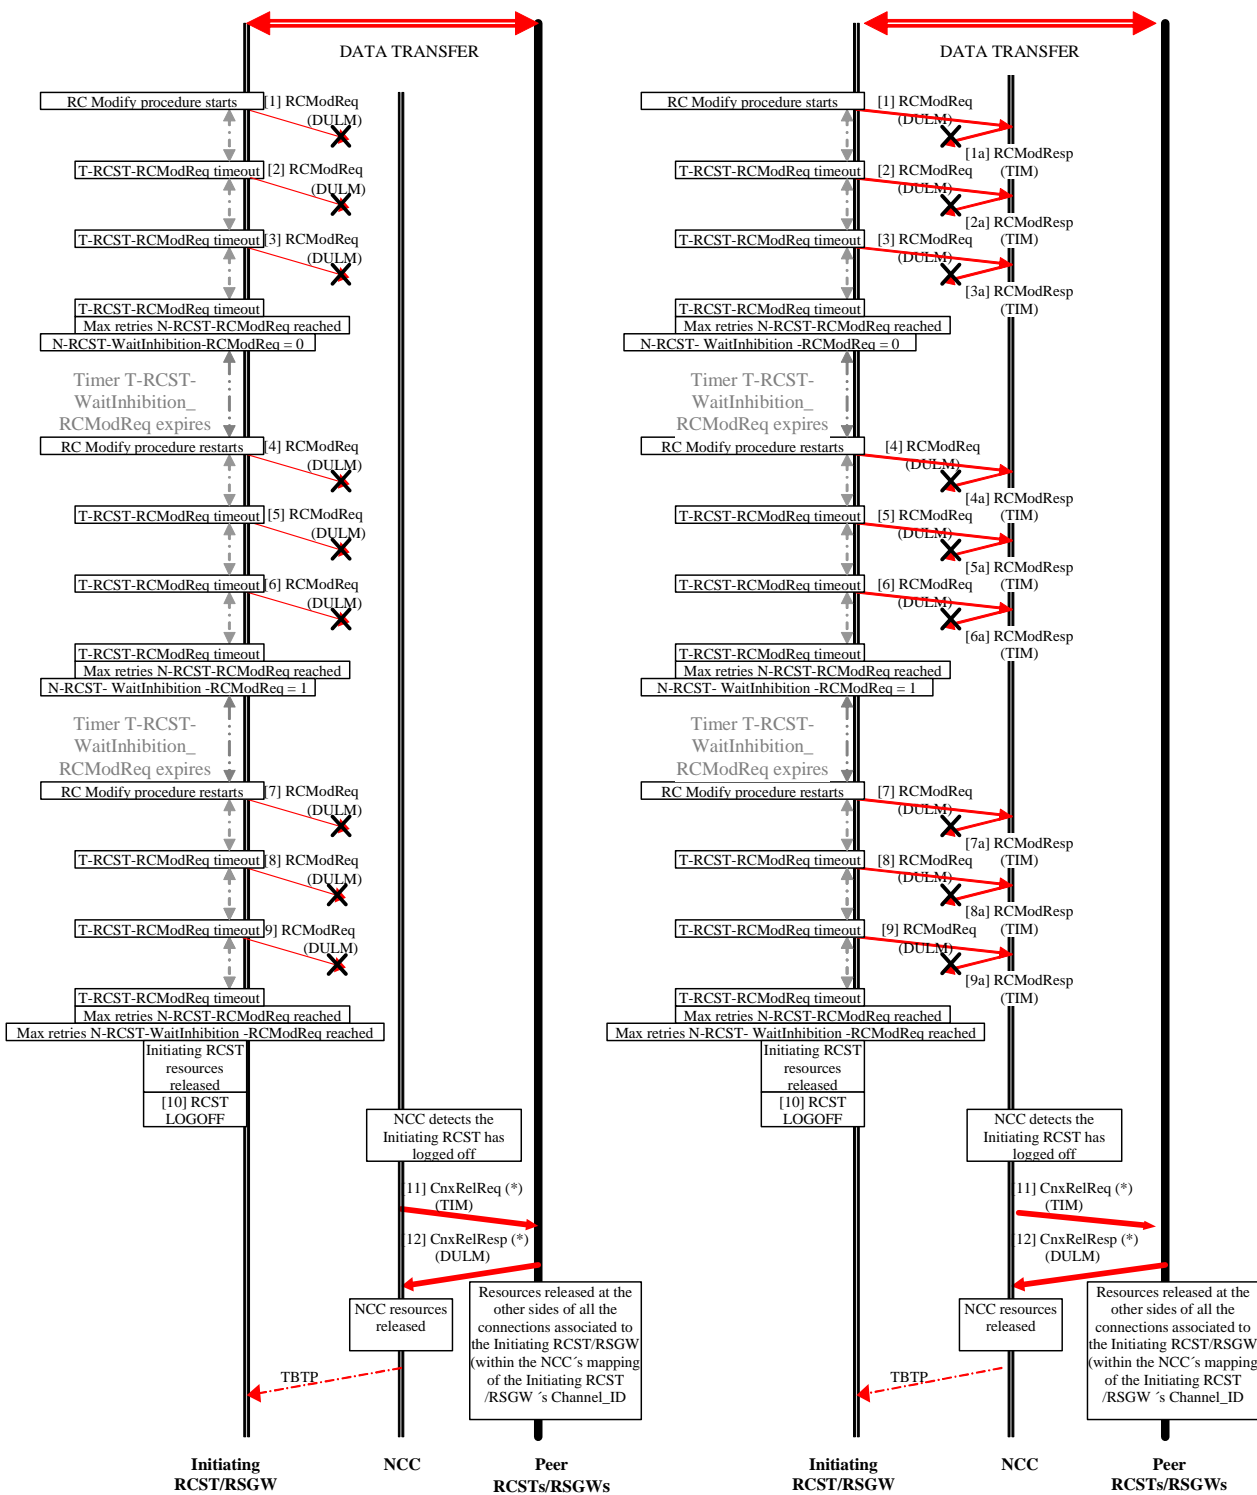 DATA TRANSFER
RC Modify procedure starts
[1] RCModReq
(DULM)
T-RCST-RCModReq timeout
[2] RCModReq
(DULM)
T-RCST-RCModReq timeout
[3] RCModReq
(DULM)
T-RCST-RCModReq timeout
Max retries N-RCST-RCModReq reached
N-RCST-WaitInhibition-RCModReq = 0
Timer T-RCST-
WaitInhibition_
RCModReq expires
RC Modify procedure restarts
[4] RCModReq
(DULM)
T-RCST-RCModReq timeout
[5] RCModReq
(DULM)
T-RCST-RCModReq timeout
[6] RCModReq
(DULM)
T-RCST-RCModReq timeout
Max retries N-RCST-RCModReq reached
N-RCST- WaitInhibition -RCModReq = 1
Timer T-RCST-
WaitInhibition_
RCModReq expires
RC Modify procedure restarts
[7] RCModReq
(DULM)
T-RCST-RCModReq timeout
[8] RCModReq
(DULM)
T-RCST-RCModReq timeout
9] RCModReq
(DULM)
T-RCST-RCModReq timeout
Max retries N-RCST-RCModReq reached
Max retries N-RCST-WaitInhibition -RCModReq reached
Initiating RCST
resources
released
[10] RCST
LOGOFF
NCC detects the
Initiating RCST has
logged off
[11] CnxRelReq (*)
(TIM)
[12] CnxRelResp (*)
(DULM)
NCC resources
released
Resources released at the
other sides of all the
connections associated to
the Initiating RCST/RSGW
(within the NCC´s mapping
of the Initiating RCST
/RSGW ´s Channel_ID
TBTP
Initiating
RCST/RSGW
NCC
Peer
RCSTs/RSGWs
DATA TRANSFER
RC Modify procedure starts
[1] RCModReq
(DULM)
[1a] RCModResp
(TIM)
T-RCST-RCModReq timeout
[2] RCModReq
(DULM)
[2a] RCModResp
(TIM)
T-RCST-RCModReq timeout
[3] RCModReq
(DULM)
[3a] RCModResp
(TIM)
T-RCST-RCModReq timeout
Max retries N-RCST-RCModReq reached
N-RCST- WaitInhibition -RCModReq = 0
Timer T-RCST-
WaitInhibition_
RCModReq expires
RC Modify procedure restarts
[4] RCModReq
(DULM)
[4a] RCModResp
(TIM)
T-RCST-RCModReq timeout
[5] RCModReq
(DULM)
[5a] RCModResp
(TIM)
T-RCST-RCModReq timeout
[6] RCModReq
(DULM)
[6a] RCModResp
(TIM)
T-RCST-RCModReq timeout
Max retries N-RCST-RCModReq reached
N-RCST- WaitInhibition -RCModReq = 1
Timer T-RCST-
WaitInhibition_
RCModReq expires
RC Modify procedure restarts
[7] RCModReq
(DULM)
[7a] RCModResp
(TIM)
T-RCST-RCModReq timeout
[8] RCModReq
(DULM)
[8a] RCModResp
(TIM)
T-RCST-RCModReq timeout
[9] RCModReq
(DULM)
[9a] RCModResp
(TIM)
T-RCST-RCModReq timeout
Max retries N-RCST-RCModReq reached
Max retries N-RCST- WaitInhibition -RCModReq reached
Initiating RCST
resources
released
[10] RCST
LOGOFF
NCC detects the
Initiating RCST has
logged off
[11] CnxRelReq (*)
(TIM)
[12] CnxRelResp (*)
(DULM)
NCC resources
released
Resources released at the
other sides of all the
connections associated to
the Initiating RCST/RSGW
(within the NCC´s mapping
of the Initiating RCST
/RSGW ´s Channel_ID
TBTP
Initiating
RCST/RSGW
NCC
Peer
RCSTs/RSGWs